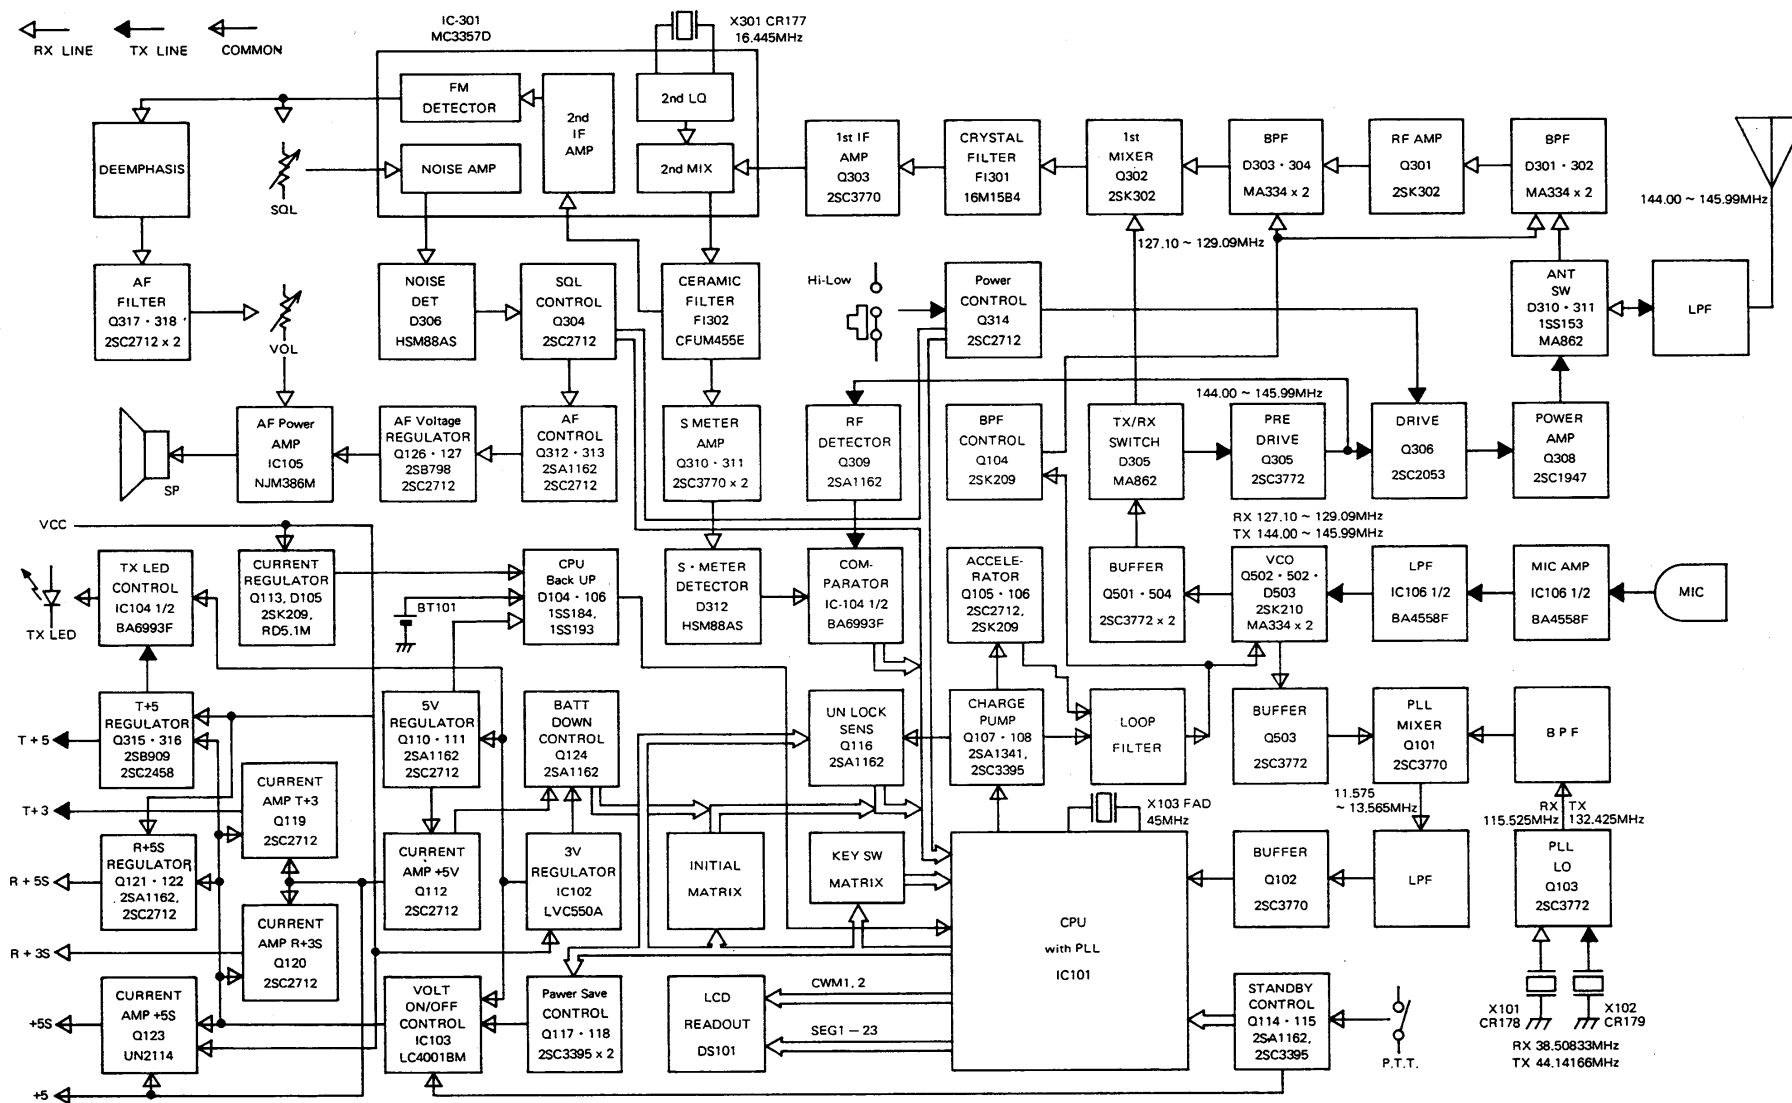 RX LINE
TX LINE
COMMON
IC-301
MC3357D
X301 CR177
16.445MHz
FM
DETECTOR
2nd
IF
AMP
2nd LO
NOISE AMP
2nd MIX
DEEMPHASIS
SQL
1st IF
AMP
Q303
2SC3770
CRYSTAL
FILTER
FI301
16M15B4
1st
MIXER
Q302
2SK302
BPF
D303・304
MA334 x 2
RF AMP
Q301
2SK302
BPF
D301・302
MA334 x 2
144.00 ~ 145.99MHz
127.10 ~ 129.09MHz
AF
FILTER
Q317・318
2SC2712 x 2
VOL
NOISE
DET
D306
HSM88AS
SQL
CONTROL
Q304
2SC2712
CERAMIC
FILTER
FI302
CFUM455E
Hi-Low
Power
CONTROL
Q314
2SC2712
ANT
SW
D310・311
1SS153
MA862
LPF
144.00 ~ 145.99MHz
SP
AF Power
AMP
IC105
NJM386M
AF Voltage
REGULATOR
Q126・127
2SB798
2SC2712
AF
CONTROL
Q312・313
2SA1162
2SC2712
S METER
AMP
Q310・311
2SC3770 x 2
RF
DETECTOR
Q309
2SA1162
BPF
CONTROL
Q104
2SK209
TX/RX
SWITCH
D305
MA862
PRE
DRIVE
Q305
2SC3772
DRIVE
Q306
2SC2053
POWER
AMP
Q308
2SC1947
VCC
RX 127.10 ~ 129.09MHz
TX 144.00 ~ 145.99MHz
TX LED
TX LED
CONTROL
IC104 1/2
BA6993F
CURRENT
REGULATOR
Q113, D105
2SK209,
RD5.1M
BT101
CPU
Back UP
D104・106
1SS184,
1SS193
S・METER
DETECTOR
D312
HSM88AS
COM-
PARATOR
IC-104 1/2
BA6993F
ACCELE-
RATOR
Q105・106
2SC2712,
2SK209
BUFFER
Q501・504
2SC3772 x 2
VCO
Q502・502・
D503
2SK210
MA334 x 2
LPF
IC106 1/2
BA4558F
MIC AMP
IC106 1/2
BA4558F
MIC
T + 5
T+5
REGULATOR
Q315・316
2SB909
2SC2458
5V
REGULATOR
Q110・111
2SA1162
2SC2712
BATT
DOWN
CONTROL
Q124
2SA1162
UN LOCK
SENS
Q116
2SA1162
CHARGE
PUMP
Q107・108
2SA1341,
2SC3395
LOOP
FILTER
BUFFER
Q503
2SC3772
PLL
MIXER
Q101
2SC3770
BPF
T+3
CURRENT
AMP T+3
Q119
2SC2712
X103 FAD
45MHz
11.575
~ 13.565MHz
RX TX
115.525MHz 132.425MHz
R + 5S
R+5S
REGULATOR
Q121・122
2SA1162,
2SC2712
CURRENT
AMP +5V
Q112
2SC2712
3V
REGULATOR
IC102
LVC550A
INITIAL
MATRIX
KEY SW
MATRIX
CPU
with PLL
IC101
BUFFER
Q102
2SC3770
LPF
PLL
LO
Q103
2SC3772
R + 3S
CURRENT
AMP R+3S
Q120
2SC2712
+5S
CURRENT
AMP +5S
Q123
UN2114
VOLT
ON/OFF
CONTROL
IC103
LC4001BM
Pawer Save
CONTROL
Q117・118
2SC3395 x 2
LCD
READOUT
DS101
CWM1, 2
SEG1 – 23
STANDBY
CONTROL
Q114・115
2SA1162,
2SC3395
P.T.T.
X101
CR178
X102
CR179
RX 38.50833MHz
TX 44.14166MHz
+5